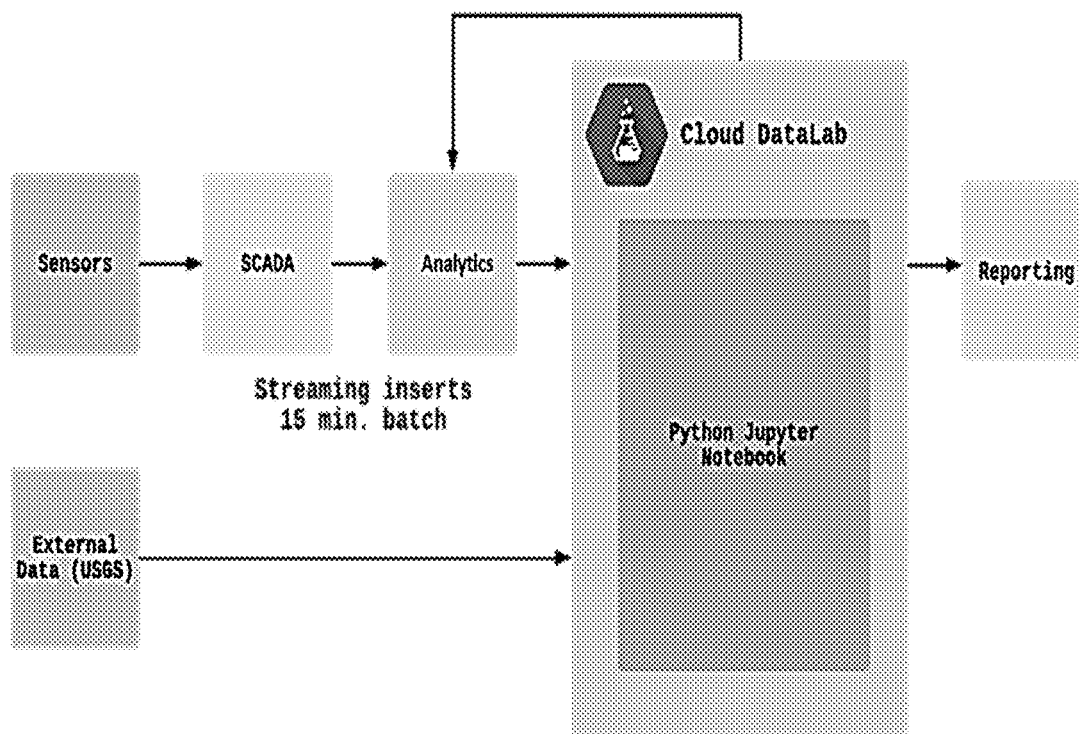 Cloud DataLab
Sensors
SCADA
Analytics
Reporting
Streaming inserts
15 min. batch
Python Jupyter
Notebook
External
Data (USGS)